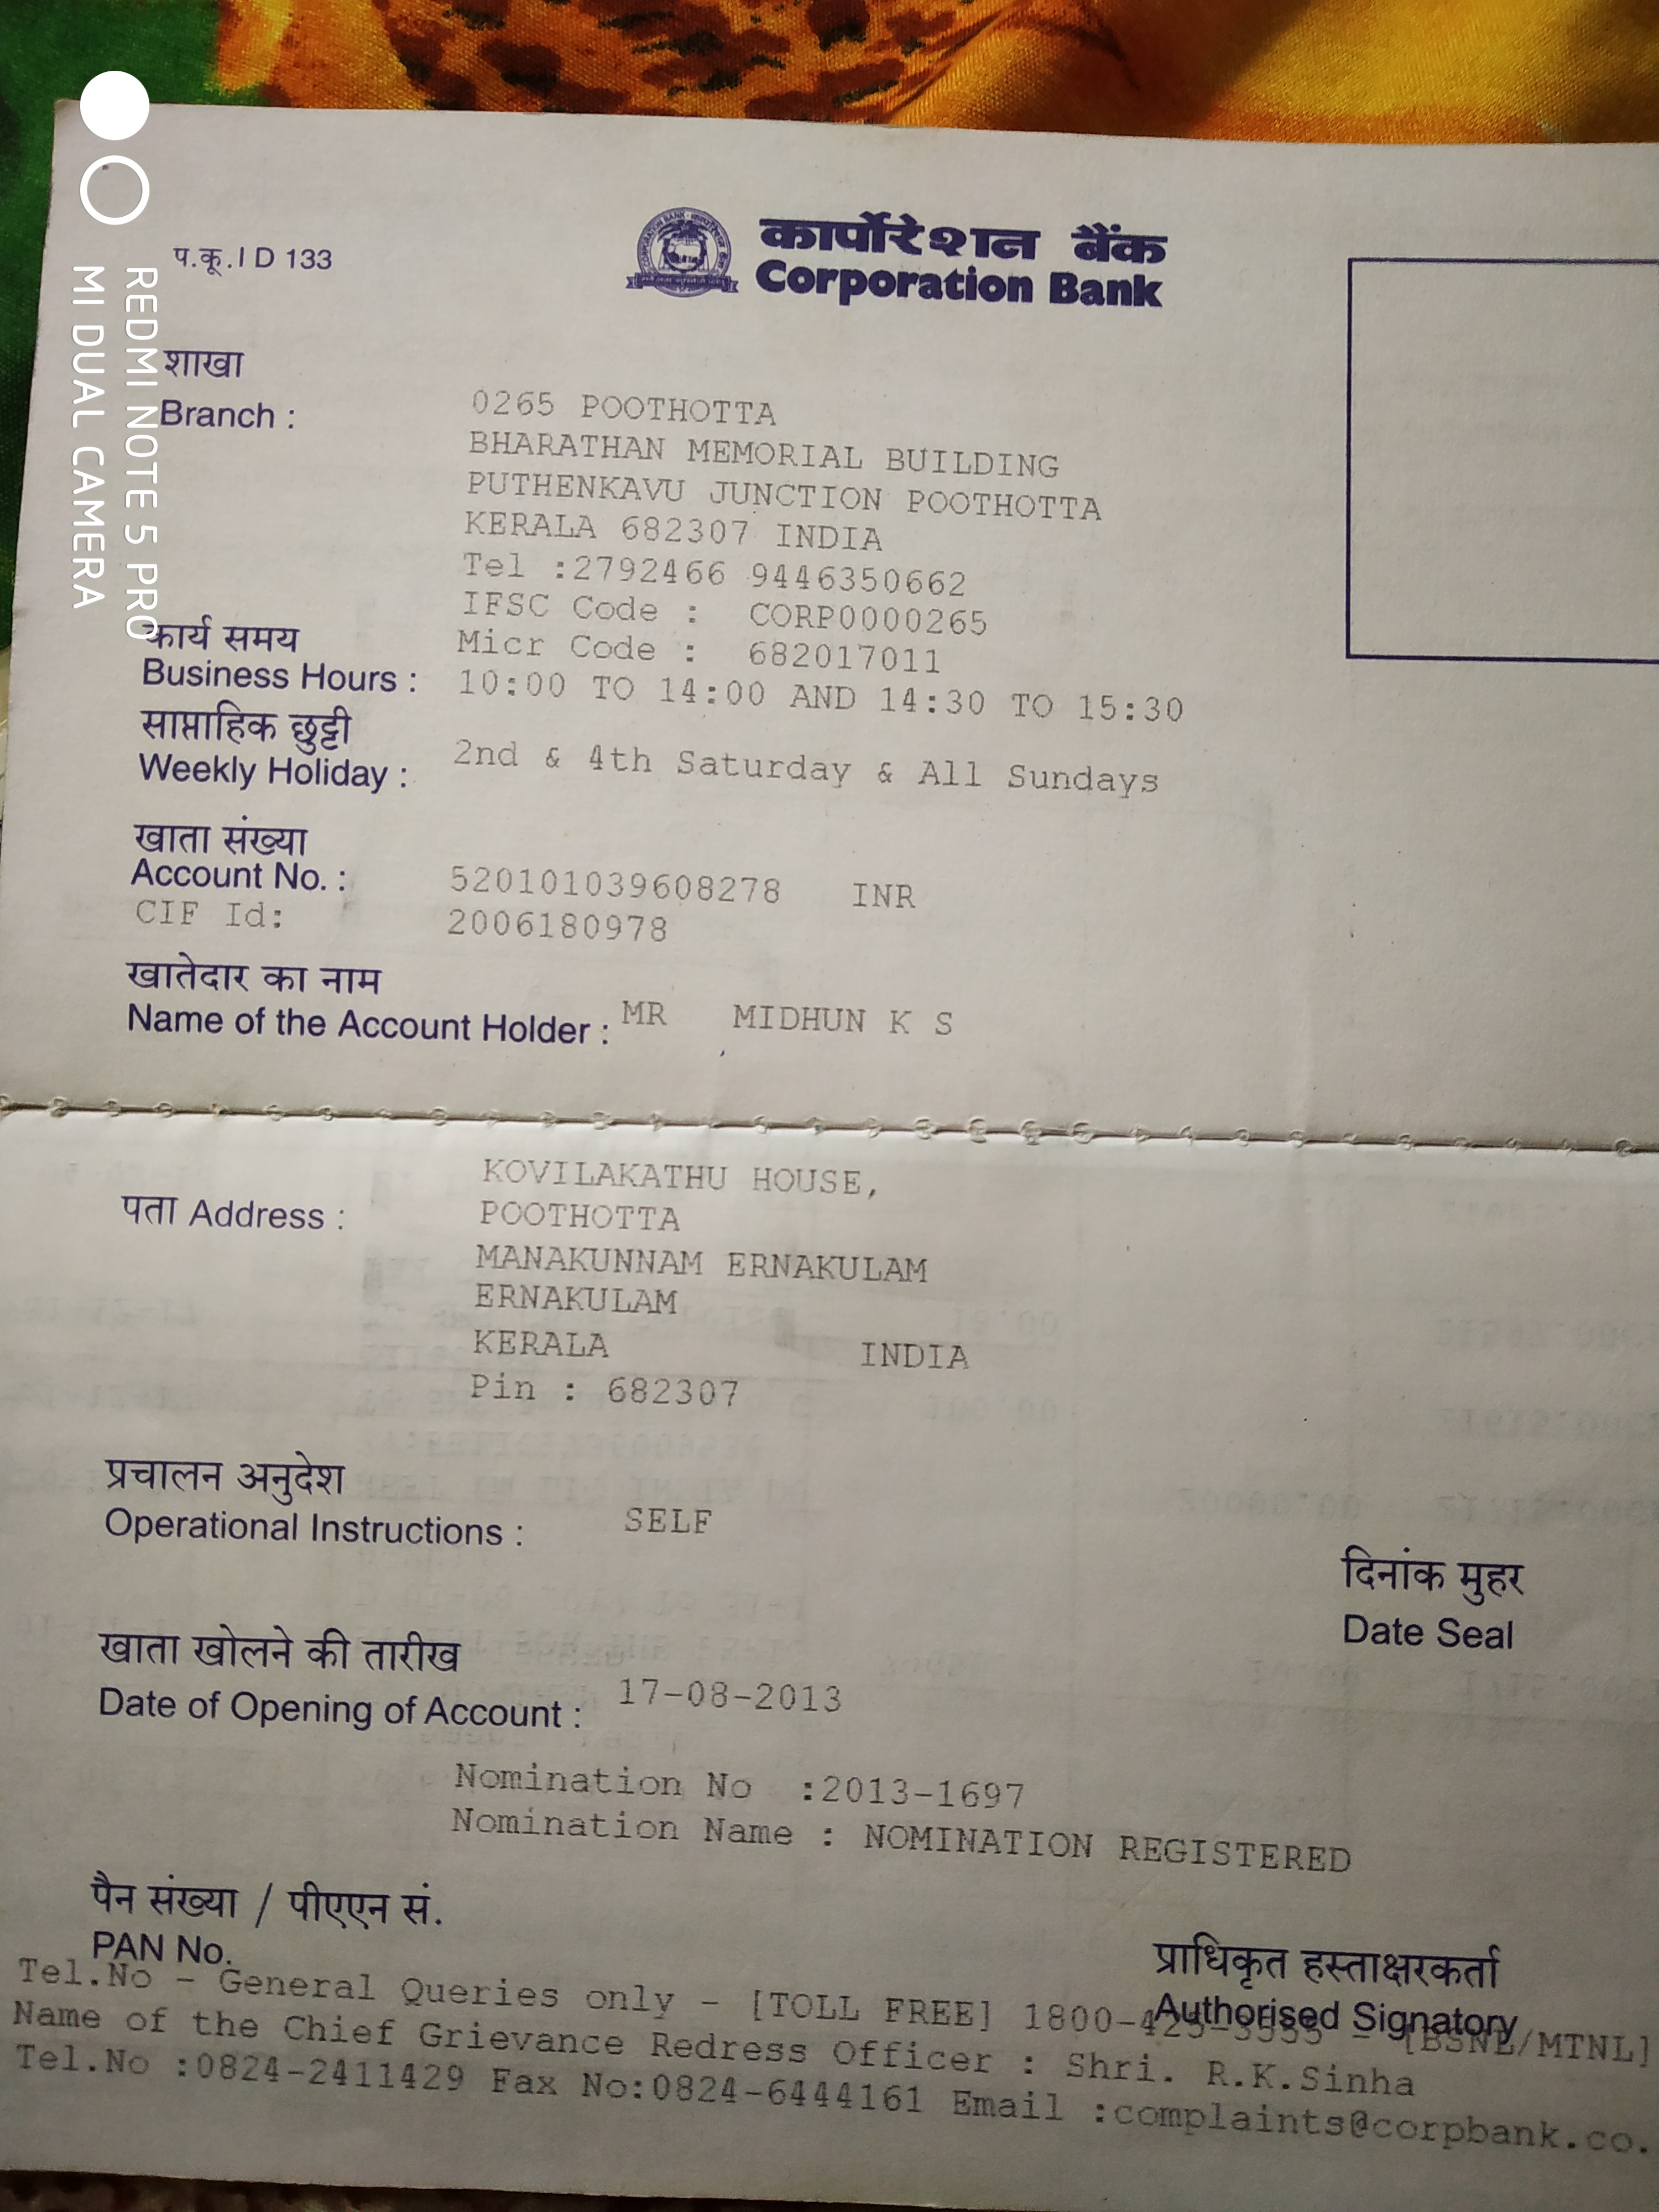 प.कू.I D 133
कार्पोरेशन बैंक
Corporation Bank
शाखा
Branch : 0265 POOTHOTTA
BHARATHAN MEMORIAL BUILDING
PUTHENKAVU JUNCTION POOTHOTTA
KERALA 682307 INDIA
Tel :2792466 9446350662
IFSC Code : CORP0000265
Micr Code : 682017011
कार्य समय
Business Hours : 10:00 TO 14:00 AND 14:30 TO 15:30
साप्ताहिक छुट्टी
Weekly Holiday : 2nd & 4th Saturday & All Sundays
खाता संख्या
Account No. : 520101039608278 INR
CIF Id: 2006180978
खातेदार का नाम
Name of the Account Holder : MR MIDHUN K S
पता Address : KOVILAKATHU HOUSE,
POOTHOTTA
MANAKUNNAM ERNAKULAM
ERNAKULAM
KERALA INDIA
Pin : 682307
प्रचालन अनुदेश
Operational Instructions : SELF
दिनांक मुहर
Date Seal
खाता खोलने की तारीख
Date of Opening of Account : 17-08-2013
Nomination No :2013-1697
Nomination Name : NOMINATION REGISTERED
पैन संख्या / पीएएन सं.
PAN No.
प्राधिकृत हस्ताक्षरकर्ता
Authorised Signatory
Tel.No - General Queries only - [TOLL FREE] 1800-425- - [BSNL/MTNL]
Name of the Chief Grievance Redress Officer : Shri. R.K.Sinha
Tel.No :0824-2411429 Fax No:0824-6444161 Email :complaints@corpbank.co.
REDMI NOTE 5 PRO
MI DUAL CAMERA